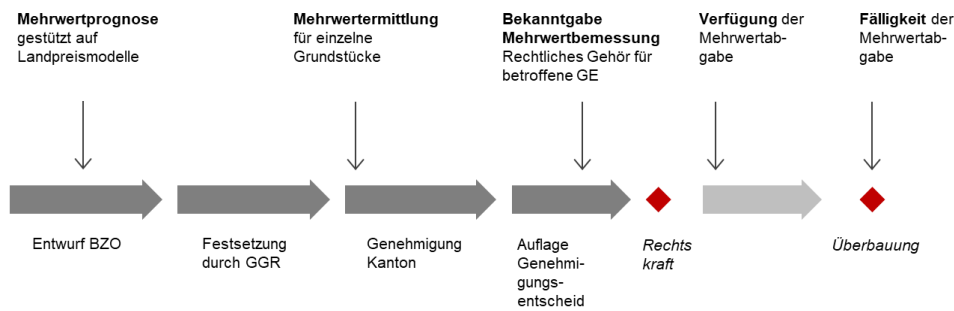 Mehrwertprognose
gestützt auf
Landpreismodelle
Mehrwertermittlung
für einzelne
Grundstücke
Bekanntgabe
Mehrwertbemessung
Rechtliches Gehör für
betroffene GE
Verfügung der
Mehrwertab-
gabe
Fälligkeit der
Mehrwertab-
gabe
Entwurf BZO
Festsetzung
durch GGR
Genehmigung
Kanton
Auflage
Genehmi-
gungs-
entscheid
Rechts
kraft
Überbauung